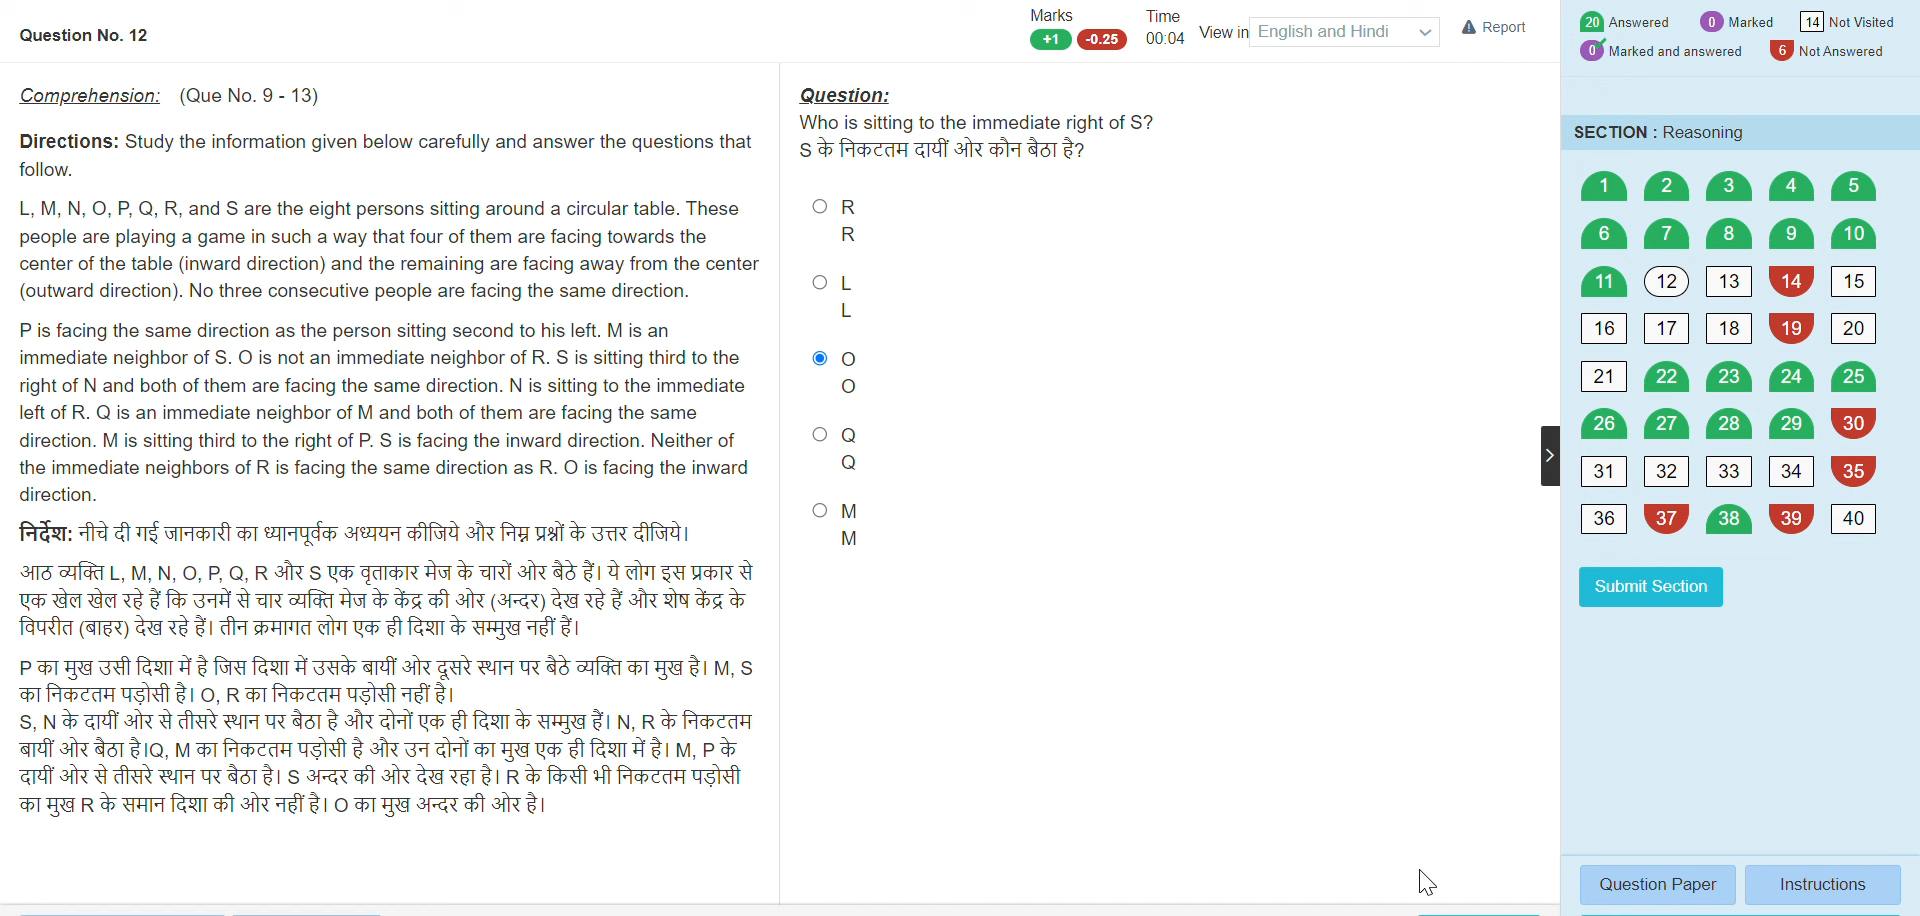 Question No. 12
Marks
+1 -0.25
Time
00:04
View in English and Hindi
Report
Comprehension: (Que No. 9 - 13)
Directions: Study the information given below carefully and answer the questions that
follow.
L, M, N, O, P, Q, R, and S are the eight persons sitting around a circular table. These
people are playing a game in such a way that four of them are facing towards the
center of the table (inward direction) and the remaining are facing away from the center
(outward direction). No three consecutive people are facing the same direction.
P is facing the same direction as the person sitting second to his left. M is an
immediate neighbor of S. O is not an immediate neighbor of R. S is sitting third to the
right of N and both of them are facing the same direction. N is sitting to the immediate
left of R. Q is an immediate neighbor of M and both of them are facing the same
direction. M is sitting third to the right of P. S is facing the inward direction. Neither of
the immediate neighbors of R is facing the same direction as R. O is facing the inward
direction.
निर्देश: नीचे दी गई जानकारी का ध्यानपूर्वक अध्ययन कीजिये और निम्न प्रश्नों के उत्तर दीजिये।
आठ व्यक्ति L, M, N, O, P, Q, R और S एक वृताकार मेज के चारों ओर बैठे हैं। ये लोग इस प्रकार से
एक खेल खेल रहे हैं कि उनमें से चार व्यक्ति मेज के केंद्र की ओर (अन्दर) देख रहे हैं और शेष केंद्र के
विपरीत (बाहर) देख रहे हैं। तीन क्रमागत लोग एक ही दिशा के सम्मुख नहीं हैं।
P का मुख उसी दिशा में है जिस दिशा में उसके बायीं ओर दूसरे स्थान पर बैठे व्यक्ति का मुख है। M, S
का निकटतम पड़ोसी है। O, R का निकटतम पड़ोसी नहीं है।
S, N के दायीं ओर से तीसरे स्थान पर बैठा है और दोनों एक ही दिशा के सम्मुख हैं। N, R के निकटतम
बायीं ओर बैठा है।Q, M का निकटतम पड़ोसी है और उन दोनों का मुख एक ही दिशा में है। M, P के
दायीं ओर से तीसरे स्थान पर बैठा है। S अन्दर की ओर देख रहा है। R के किसी भी निकटतम पड़ोसी
का मुख R के समान दिशा की ओर नहीं है। O का मुख अन्दर की ओर है।
Question:
Who is sitting to the immediate right of S?
S के निकटतम दायीं ओर कौन बैठा है?
R
R
L
L
O
O
Q
Q
M
M
20 Answered 0 Marked 14 Not Visited
0 Marked and answered 6 Not Answered
SECTION : Reasoning
1 2 3 4 5
6 7 8 9 10
11 12 13 14 15
16 17 18 19 20
21 22 23 24 25
26 27 28 29 30
31 32 33 34 35
36 37 38 39 40
Submit Section
Question Paper Instructions